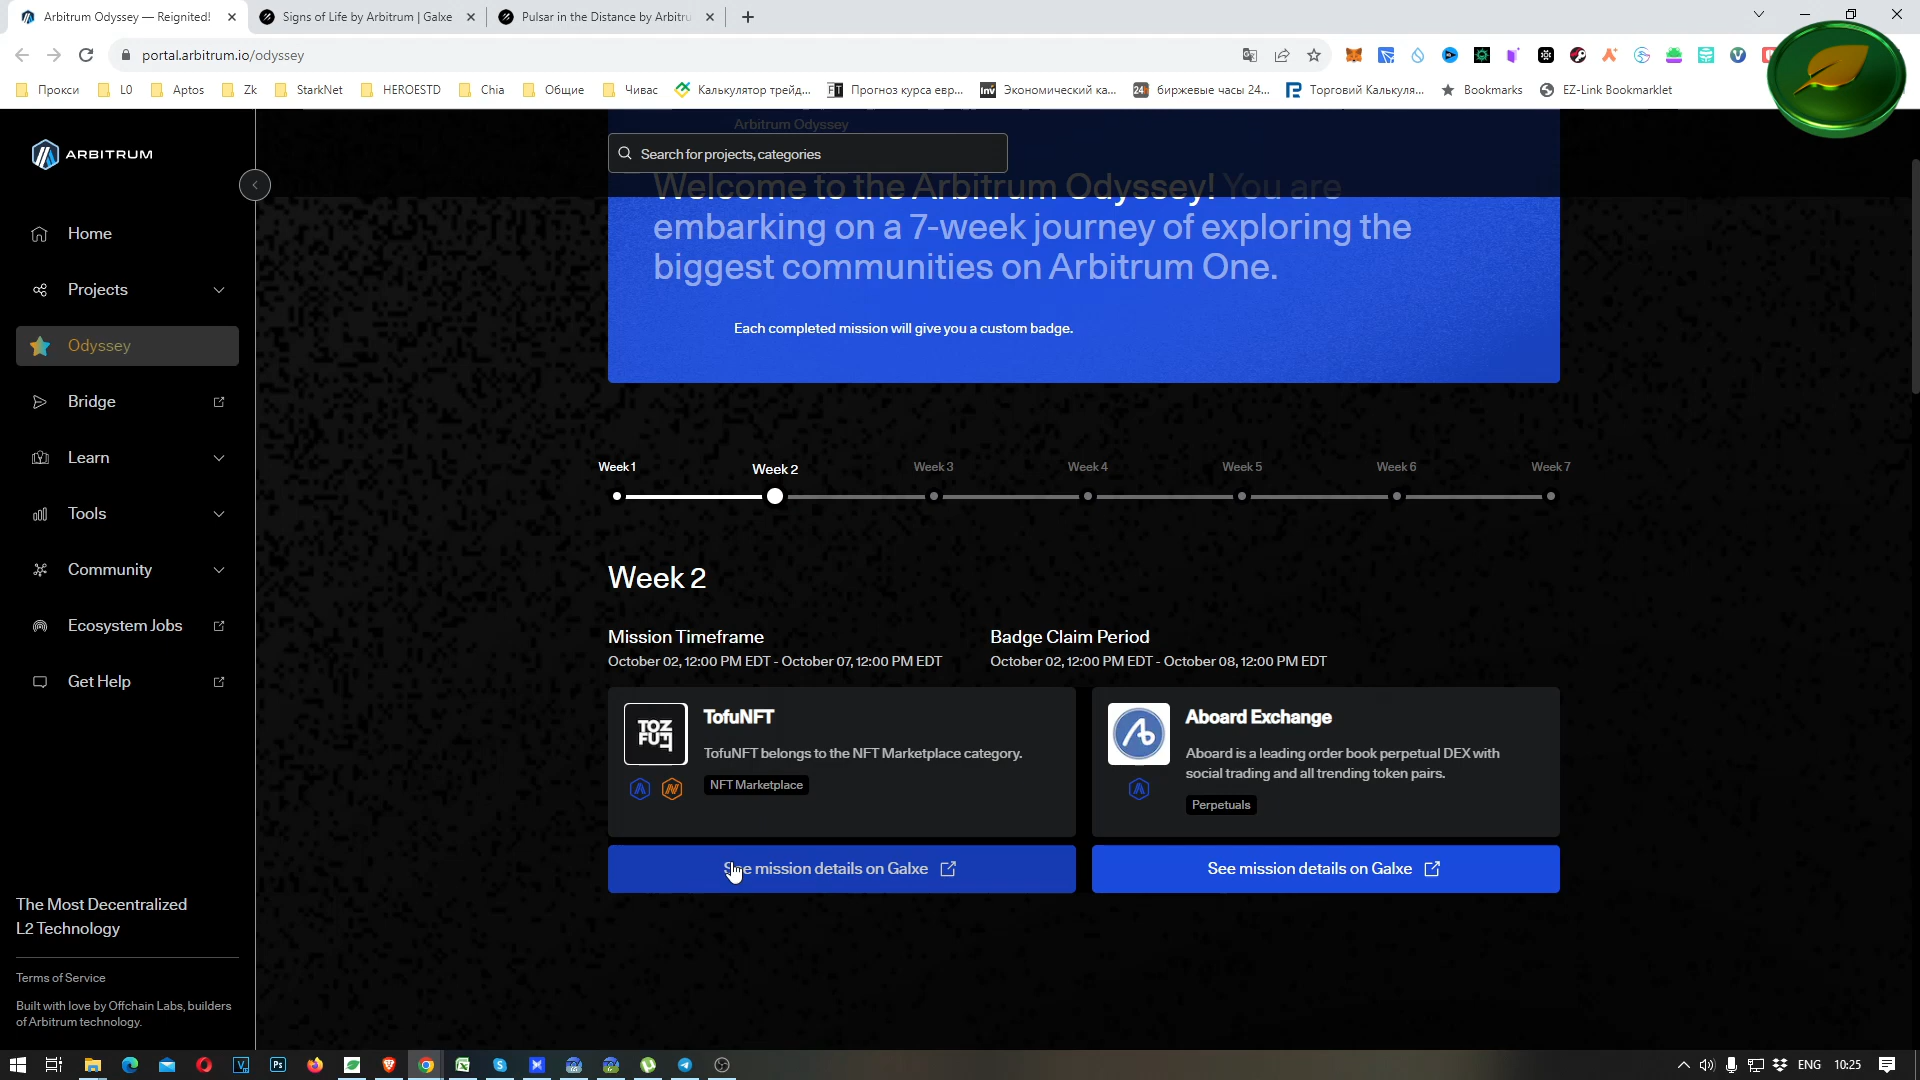 Arbitrum Odyssey — Reignited!
Signs of Life by Arbitrum | Galxe
Pulsar in the Distance by Arbitru
portal.arbitrum.io/odyssey
Прокси
L0
Aptos
Zk
StarkNet
HEROESTD
Chia
Общие
Чивас
Калькулятор трейд...
Прогноз курса евр...
Экономический ка...
биржевые часы 24...
Торговий Калькуля...
Bookmarks
EZ-Link Bookmarklet
ARBITRUM
Home
Projects
Odyssey
Bridge
Learn
Tools
Community
Ecosystem Jobs
Get Help
The Most Decentralized
L2 Technology
Terms of Service
Built with love by Offchain Labs, builders
of Arbitrum technology.
Arbitrum Odyssey
Search for projects, categories
Welcome to the Arbitrum Odyssey! You are
embarking on a 7-week journey of exploring the
biggest communities on Arbitrum One.
Each completed mission will give you a custom badge.
Week 1
Week 2
Week 3
Week 4
Week 5
Week 6
Week 7
Week 2
Mission Timeframe
October 02, 12:00 PM EDT - October 07, 12:00 PM EDT
Badge Claim Period
October 02, 12:00 PM EDT - October 08, 12:00 PM EDT
TofuNFT
TofuNFT belongs to the NFT Marketplace category.
NFT Marketplace
See mission details on Galxe
Aboard Exchange
Aboard is a leading order book perpetual DEX with
social trading and all trending token pairs.
Perpetuals
See mission details on Galxe
ENG
10:25